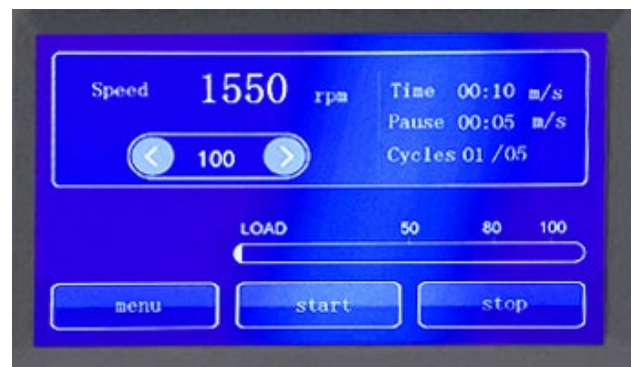 Speed 1550 rpm
Time 00:10 m/s
Pause 00:05 m/s
< 100 >
Cycles 01 /05
LOAD 50 80 100
menu start stop